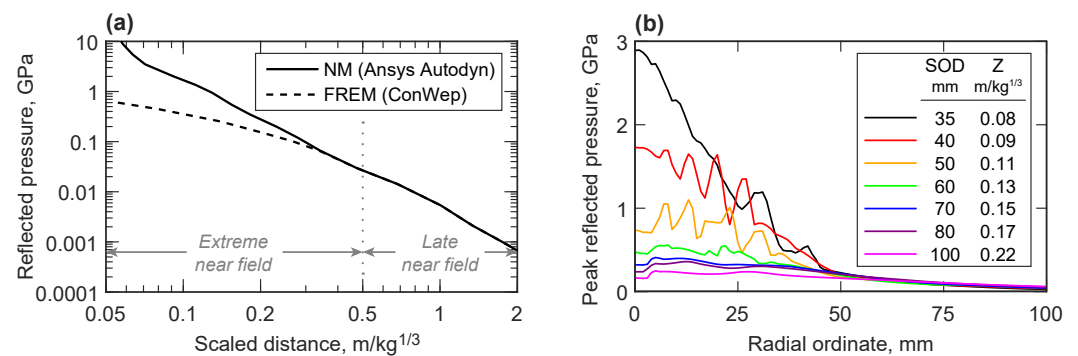 (a)
Reflected pressure, GPa
10
1
0.1
0.01
0.001
0.0001
NM (Ansys Autodyn)
FREM (ConWep)
Extreme
near field
Late
near field
0.05 0.1 0.2 0.5 1 2
Scaled distance, m/kg1/3
(b)
Peak reflected pressure, GPa
3
2
1
0
SOD Z
mm m/kg1/3
35 0.08
40 0.09
50 0.11
60 0.13
70 0.15
80 0.17
100 0.22
0 25 50 75 100
Radial ordinate, mm